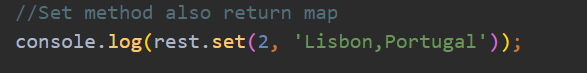 //Set method also return map
console.log(rest.set(2, 'Lisbon,Portugal'));